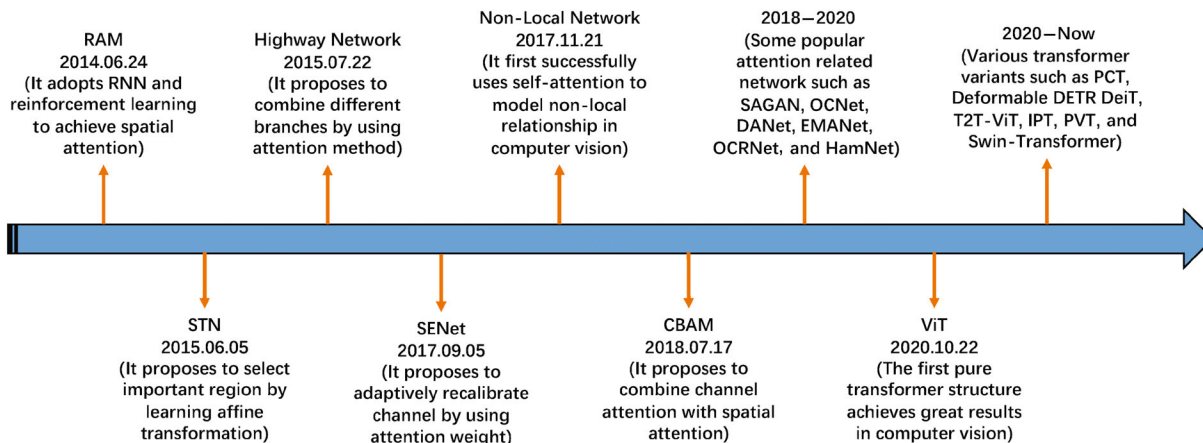 RAM
2014.06.24
(It adopts RNN and
reinforcement learning
to achieve spatial
attention)
Highway Network
2015.07.22
(It proposes to
combine different
branches by using
attention method)
Non-Local Network
2017.11.21
(It first successfully
uses self-attention to
model non-local
relationship in
computer vision)
2018—2020
(Some popular
attention related
network such as
SAGAN, OCNet,
DANet, EMANet,
OCRNet, and HamNet)
2020—Now
(Various transformer
variants such as PCT,
Deformable DETR DeiT,
T2T-ViT, IPT, PVT, and
Swin-Transformer)
STN
2015.06.05
(It proposes to select
important region by
learning affine
transformation)
SENet
2017.09.05
(It proposes to
adaptively recalibrate
channel by using
attention weight)
CBAM
2018.07.17
(It proposes to
combine channel
attention with spatial
attention)
ViT
2020.10.22
(The first pure
transformer structure
achieves great results
in computer vision)